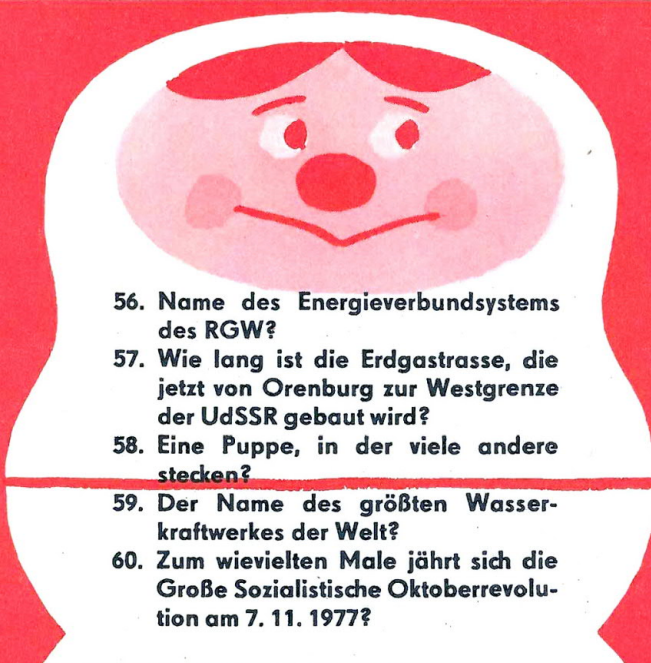 56. Name des Energieverbundsystems
des RGW?
57. Wie lang ist die Erdgastrasse, die
jetzt von Orenburg zur Westgrenze
der UdSSR gebaut wird?
58. Eine Puppe, in der viele andere
stecken?
59. Der Name des größten Wasser-
kraftwerkes der Welt?
60. Zum wievielten Male jährt sich die
Große Sozialistische Oktoberrevolu-
tion am 7. 11. 1977?